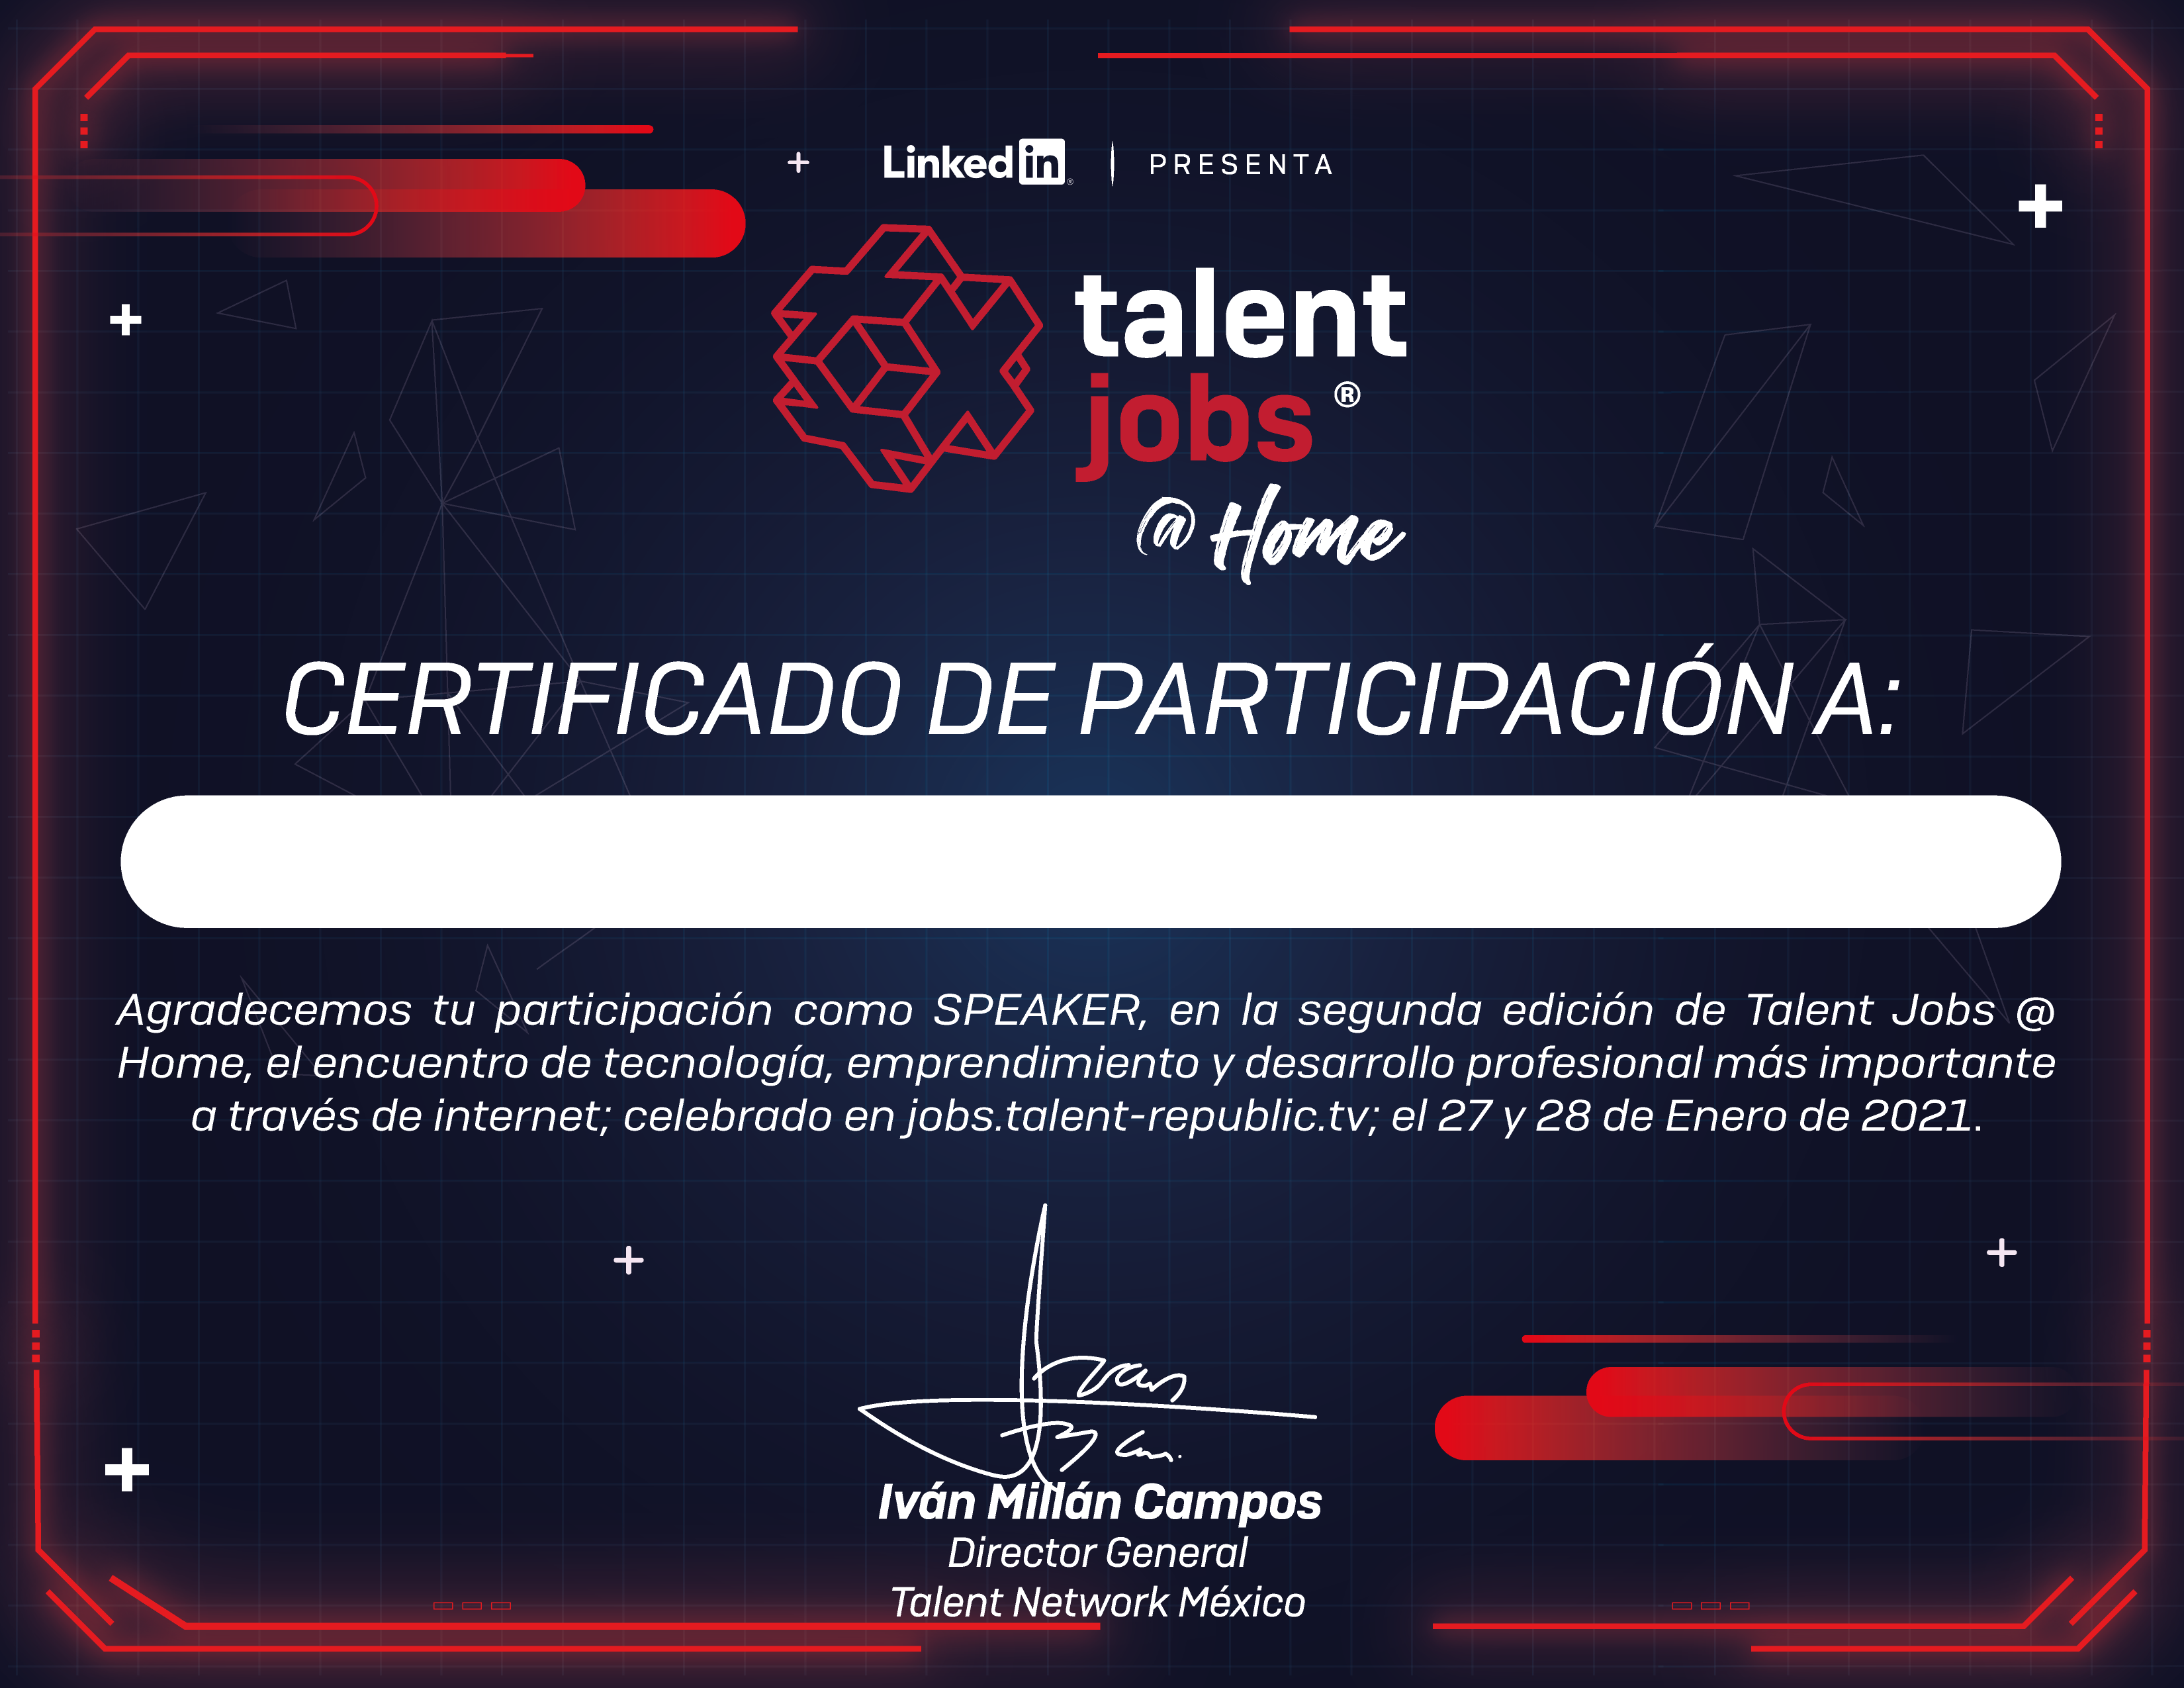 Linked in ® | PRESENTA
talent
jobs ®
@ Home
CERTIFICADO DE PARTICIPACIÓN A:
Agradecemos tu participación como SPEAKER, en la segunda edición de Talent Jobs @
Home, el encuentro de tecnología, emprendimiento y desarrollo profesional más importante
a través de internet; celebrado en jobs.talent-republic.tv; el 27 y 28 de Enero de 2021.
Iván Millán Campos
Director General
Talent Network México